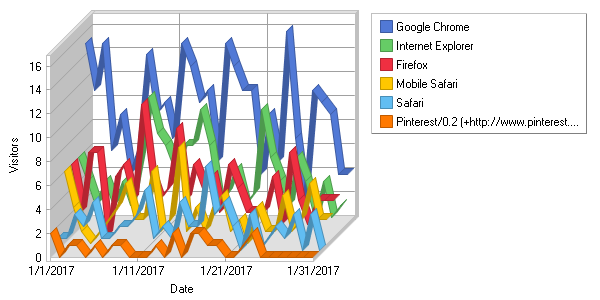 Google Chrome
Internet Explorer
Firefox
Mobile Safari
Safari
Pinterest/0.2 (+http://www.pinterest....
16
14
12
10
8
6
4
2
0
Visitors
1/1/2017 1/11/2017 1/21/2017 1/31/2017
Date